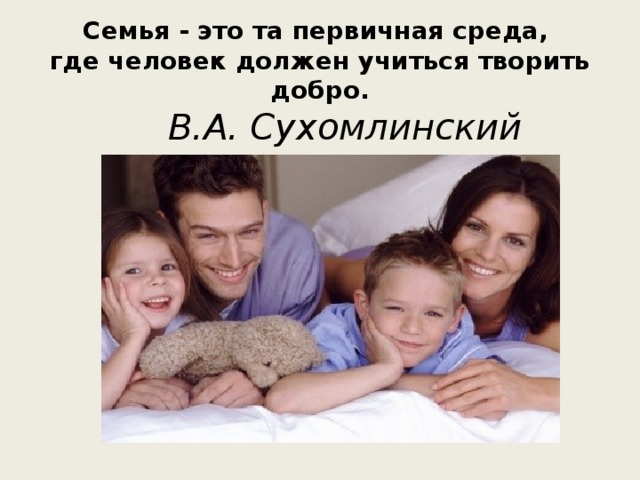 Семья - это та первичная среда,
где человек должен учиться творить
добро.
В.А. Сухомлинский